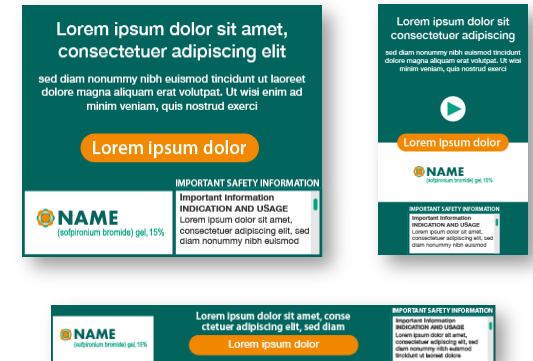 Lorem ipsum dolor sit amet,
consectetuer adipiscing elit
sed diam nonummy nibh euismod tincidunt ut laoreet
dolore magna aliquam erat volutpat. Ut wisi enim ad
minim veniam, quis nostrud exerci
Lorem ipsum dolor
IMPORTANT SAFETY INFORMATION
NAME
(sofpironium bromide) gel, 15%
Important Information
INDICATION AND USAGE
Lorem ipsum dolor sit amet,
consectetuer adipiscing elit, sed
diam nonummy nibh euismod
Lorem ipsum dolor sit
consectetuer adipiscing
sed diam nonummy nibh euismod tincidunt
dolore magna aliquam erat volutpat. Ut wisi
minim veniam, quis nostrud exerci
Lorem ipsum dolor
NAME
(sofpironium bromide) gel, 15%
IMPORTANT SAFETY INFORMATION
Important Information
INDICATION AND USAGE
Lorem ipsum dolor sit amet,
consectetuer adipiscing elit, sed
diam nonummy nibh euismod
NAME
(sofpironium bromide) gel, 15%
Lorem ipsum dolor sit amet, conse
ctetuer adipiscing elit, sed diam
Lorem ipsum dolor
IMPORTANT SAFETY INFORMATION
Important Information
INDICATION AND USAGE
Lorem ipsum dolor sit amet,
consectetuer adipiscing elit, sed
diam nonummy nibh euismod
tincidunt ut laoreet dolore